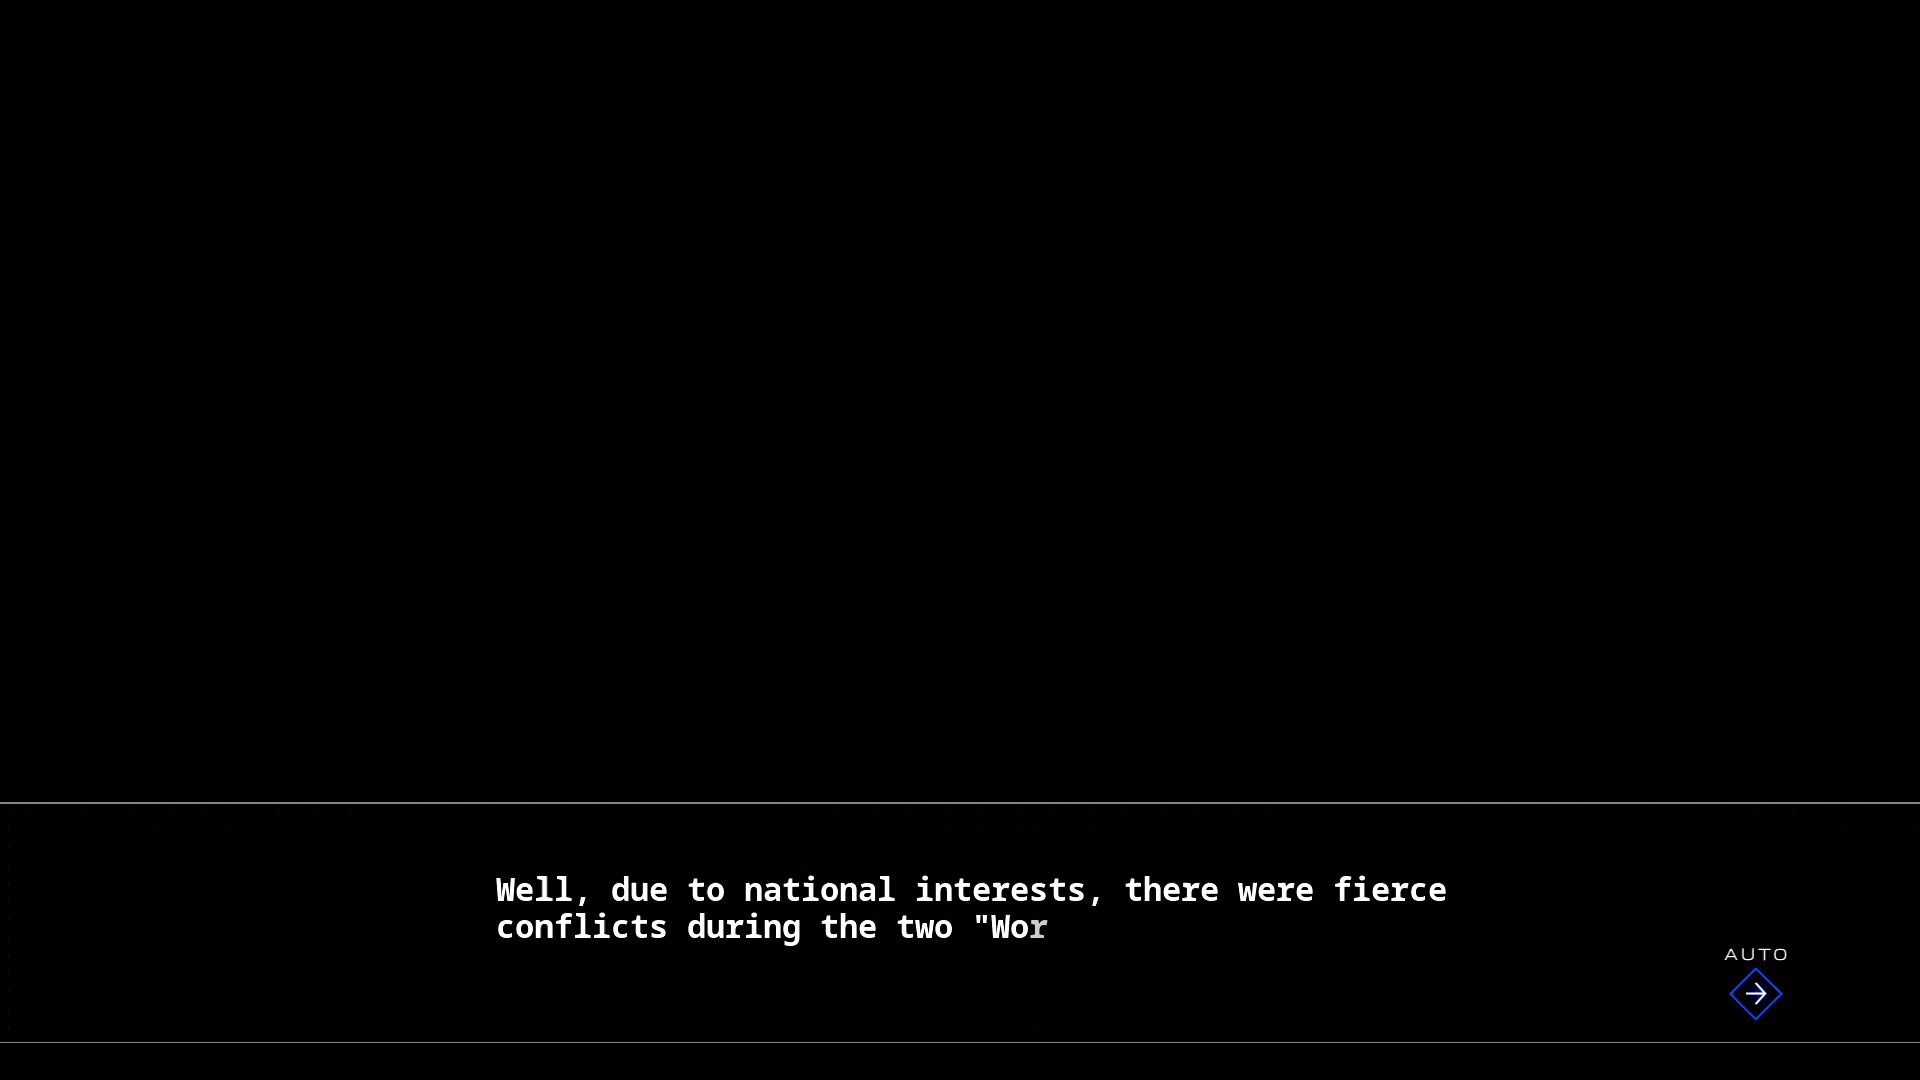 Well, due to national interests, there were fierce
conflicts during the two "Wor
AUTO